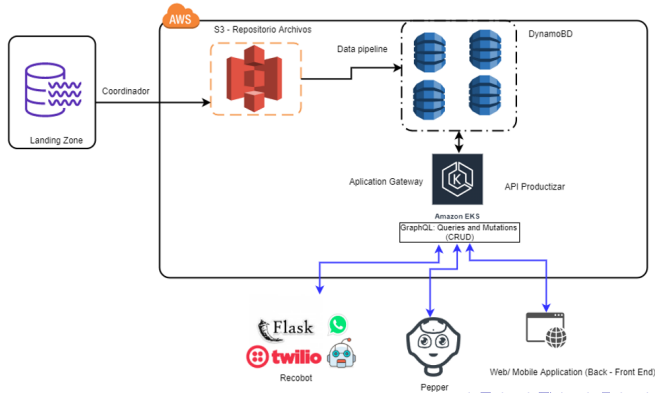 AWS
S3 - Repositorio Archivos
DynamoBD
Data pipeline
Coordinador
Landing Zone
Aplication Gateway
K
API Productizar
Amazon EKS
GraphQL: Queries and Mutations
(CRUD)
Flask
twilio
Recobot
Pepper
Web/ Mobile Application (Back - Front End)